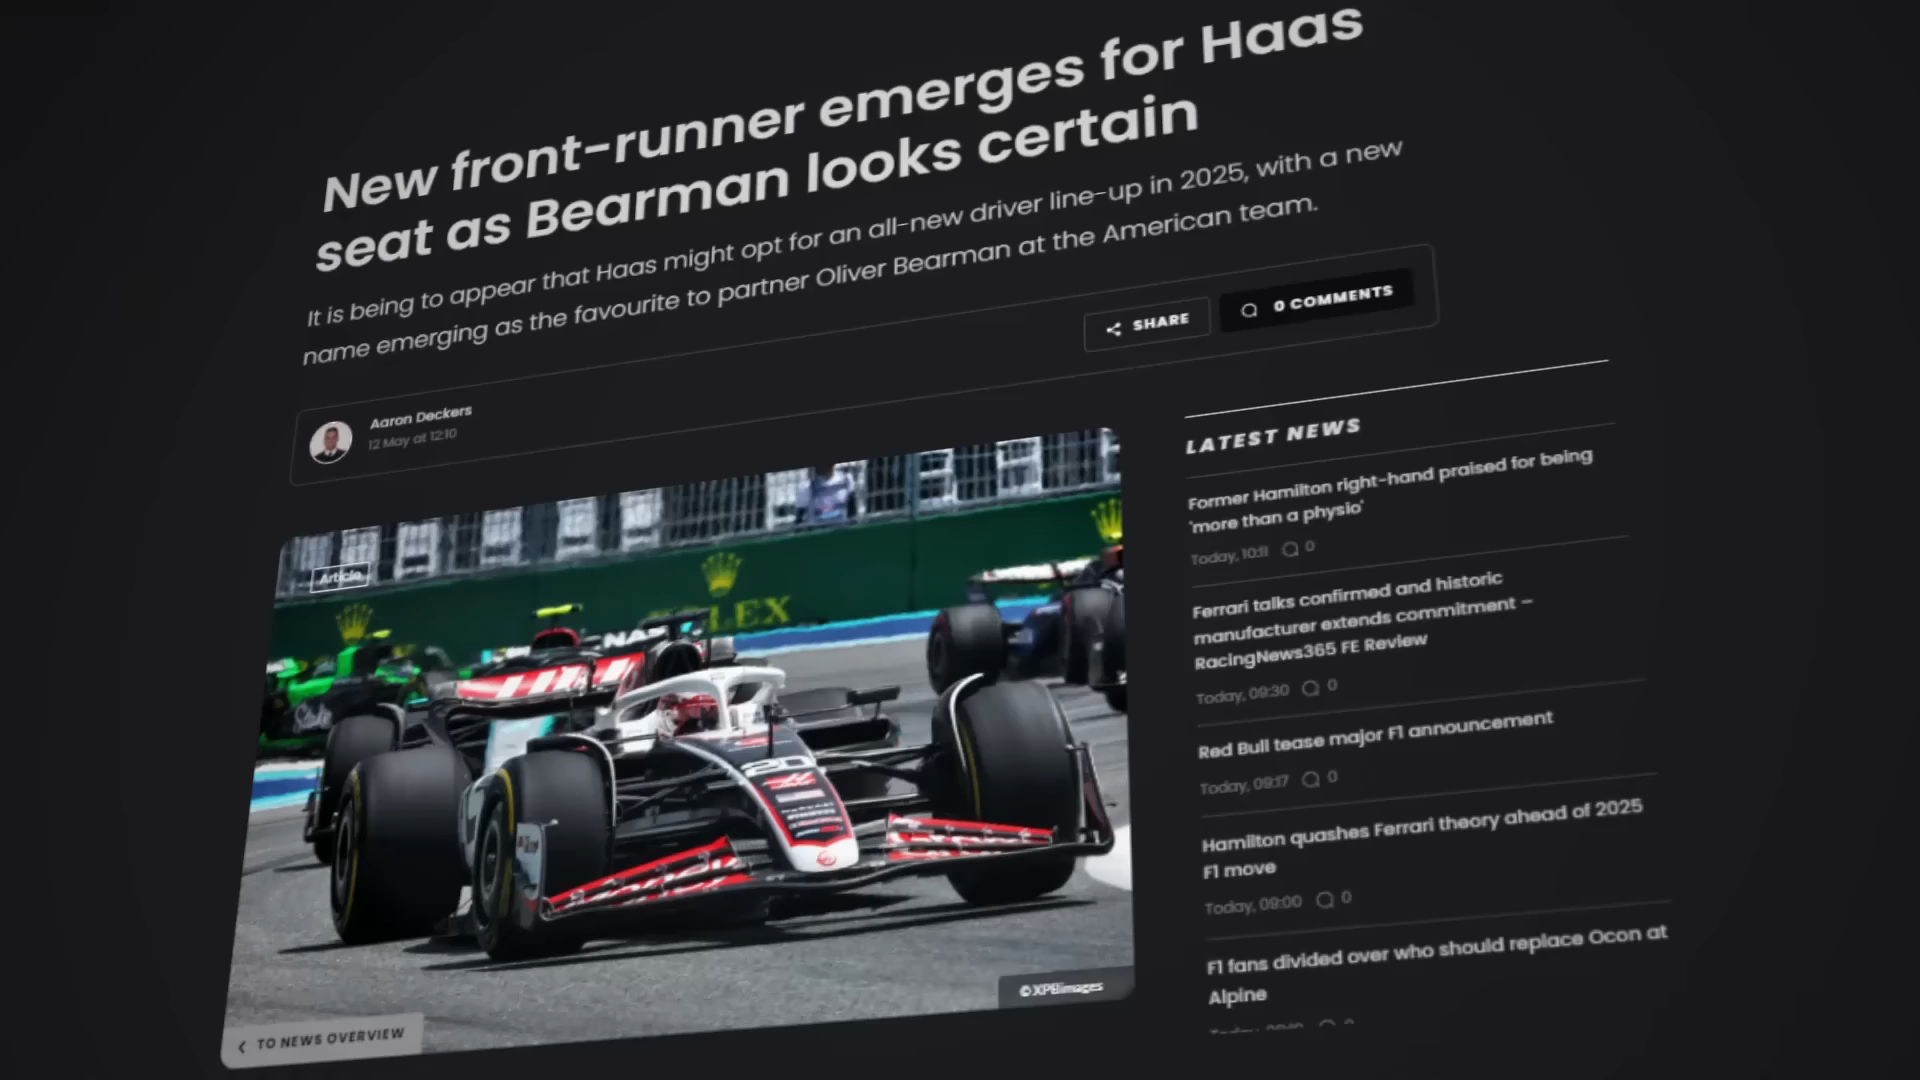 New front-runner emerges for Haas
seat as Bearman looks certain
It is being to appear that Haas might opt for an all-new driver line-up in 2025, with a new
name emerging as the favourite to partner Oliver Bearman at the American team.
SHARE
0 COMMENTS
Aaron Deckers
12 May at 12:10
Article
ROLEX
Stake
20
© XPBimages
TO NEWS OVERVIEW
LATEST NEWS
Former Hamilton right-hand praised for being
'more than a physio'
Today, 10:11 0
Ferrari talks confirmed and historic
manufacturer extends commitment –
RacingNews365 FE Review
Today, 09:30 0
Red Bull tease major F1 announcement
Today, 09:17 0
Hamilton quashes Ferrari theory ahead of 2025
F1 move
Today, 09:00 0
F1 fans divided over who should replace Ocon at
Alpine